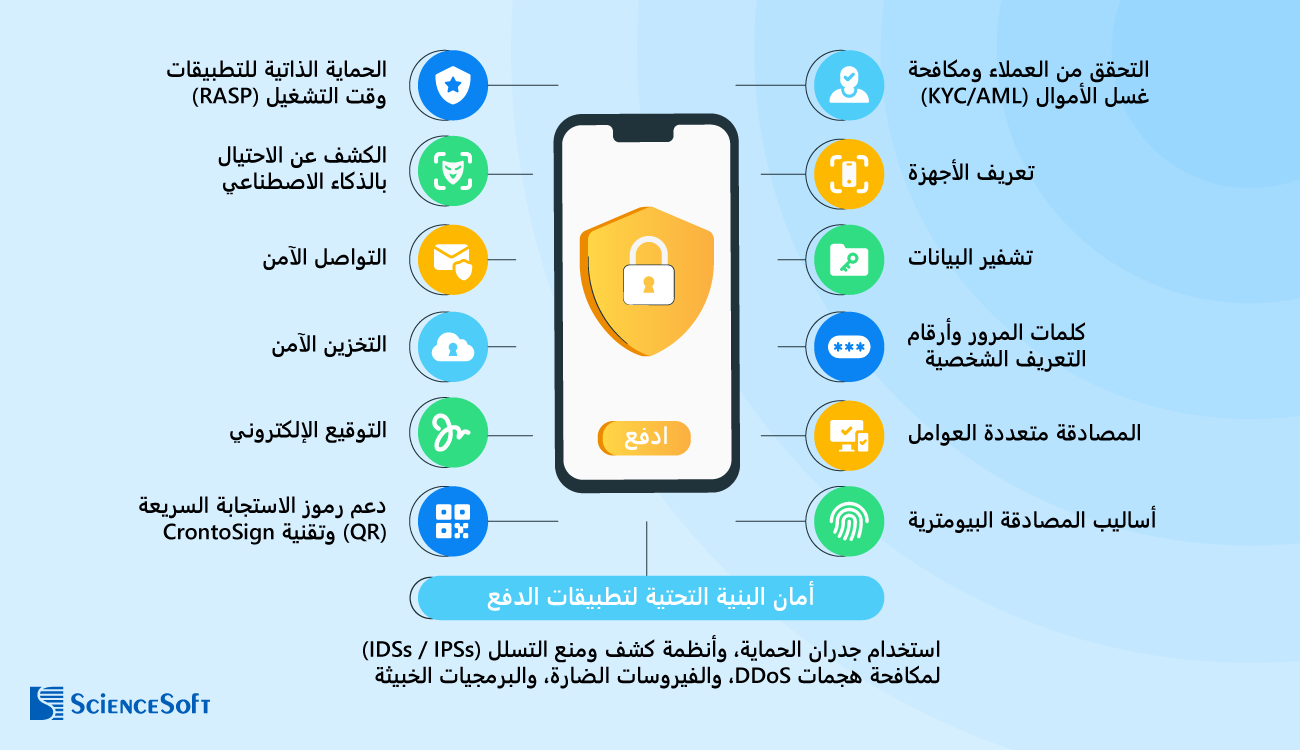 التحقق من العملاء ومكافحة
غسل الأموال (KYC/AML)
تعريف الأجهزة
تشفير البيانات
كلمات المرور وأرقام
التعريف الشخصية
المصادقة متعددة العوامل
أساليب المصادقة البيومترية
ادفع
الحماية الذاتية للتطبيقات
وقت التشغيل (RASP)
الكشف عن الاحتيال
بالذكاء الاصطناعي
التواصل الآمن
التخزين الآمن
التوقيع الإلكتروني
دعم رموز الاستجابة السريعة
(QR) وتقنية CrontoSign
أمان البنية التحتية لتطبيقات الدفع
استخدام جدران الحماية، وأنظمة كشف ومنع التسلل (IDSs / IPSs)
لمكافحة هجمات DDoS، والفيروسات الضارة، والبرمجيات الخبيثة
ScienceSoft